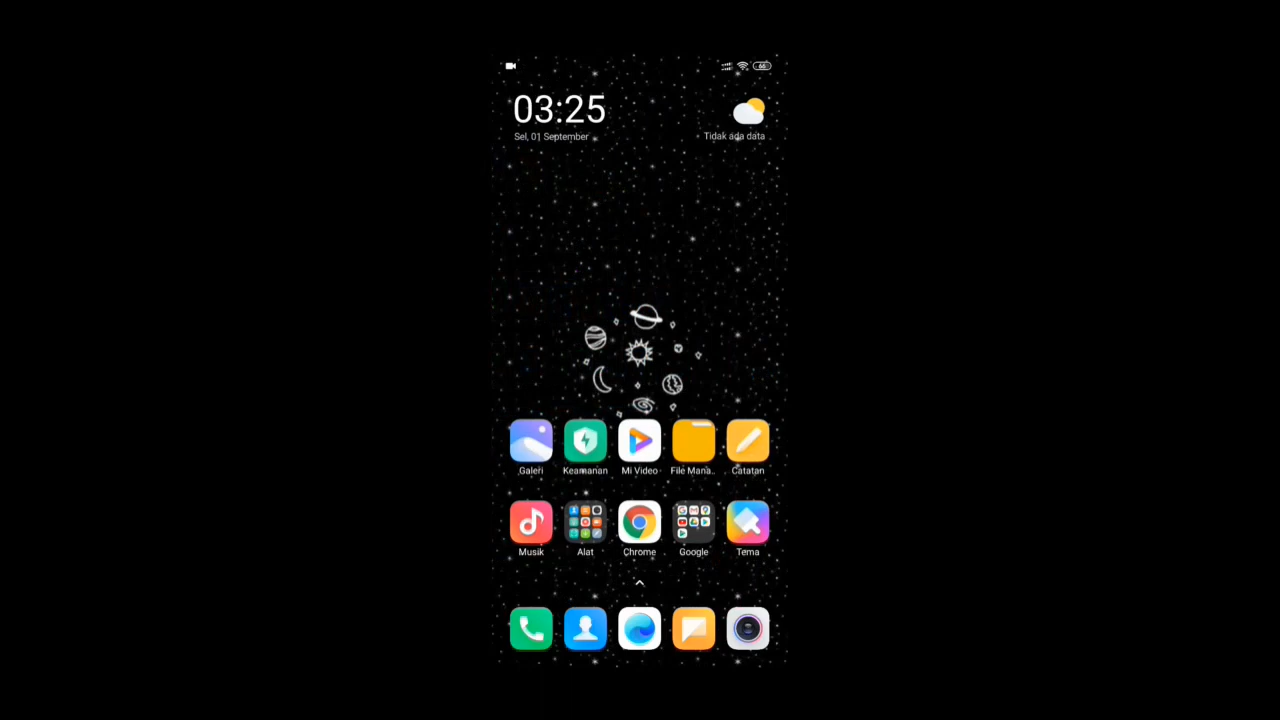 66
03:25
Sel, 01 September
Tidak ada data
Galeri
Keamanan
Mi Video
File Mana..
Catatan
Musik
Alat
Chrome
Google
Tema